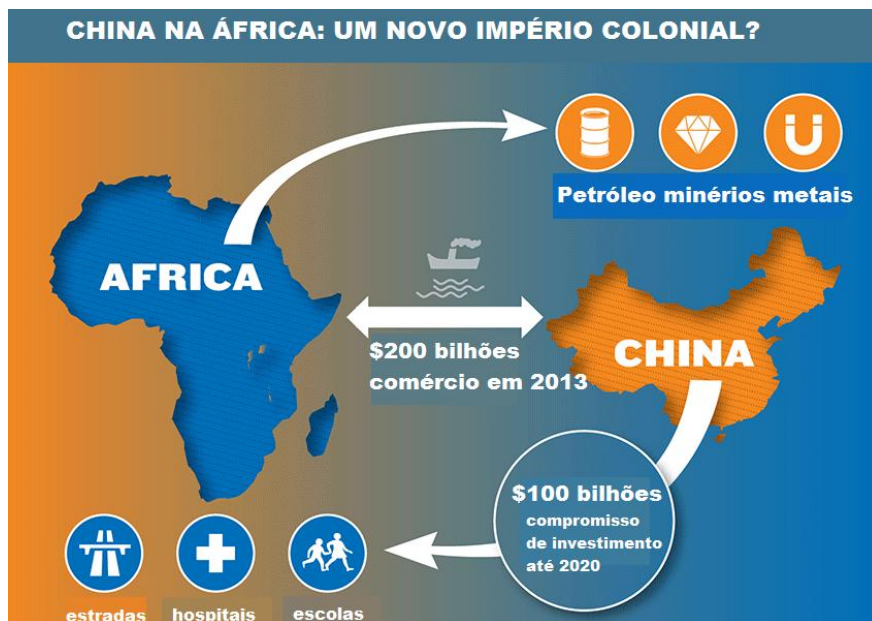 CHINA NA ÁFRICA: UM NOVO IMPÉRIO COLONIAL?
Petróleo minérios metais
AFRICA
$200 bilhões
comércio em 2013
CHINA
$100 bilhões
compromisso
de investimento
até 2020
estradas hospitais escolas